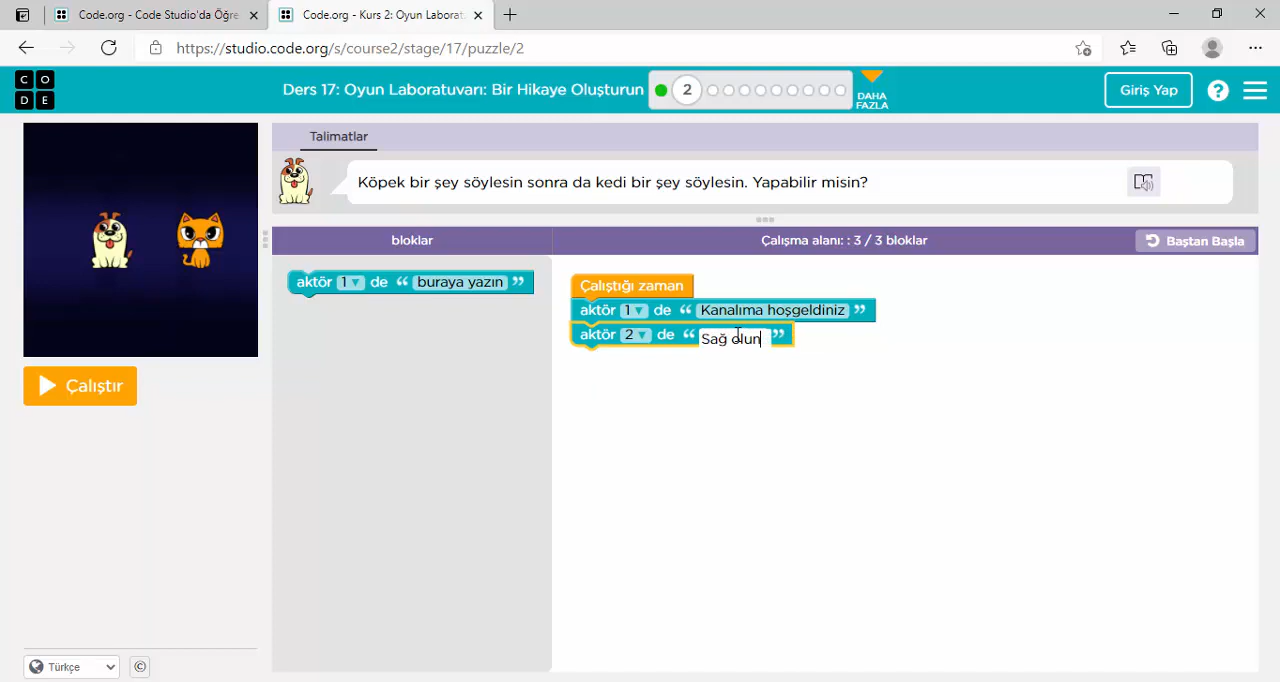 Code.org - Code Studio'da Öğre
Code.org - Kurs 2: Oyun Laborat
https://studio.code.org/s/course2/stage/17/puzzle/2
CODE
Ders 17: Oyun Laboratuvarı: Bir Hikaye Oluşturun
2
DAHA FAZLA
Giriş Yap
?
Talimatlar
Köpek bir şey söylesin sonra da kedi bir şey söylesin. Yapabilir misin?
bloklar
Çalışma alanı: : 3 / 3 bloklar
Baştan Başla
aktör 1 de “ buraya yazın ”
Çalıştığı zaman
aktör 1 de “ Kanalıma hoşgeldiniz ”
aktör 2 de “ Sağ olun ”
Çalıştır
Türkçe
©